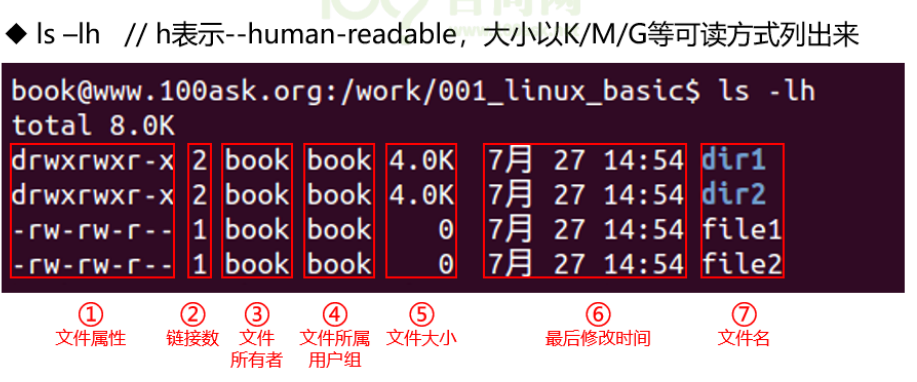 ◆ ls –lh // h表示--human-readable，大小以K/M/G等可读方式列出来
book@www.100ask.org:/work/001_linux_basic$ ls -lh
total 8.0K
drwxrwxr-x 2 book book 4.0K 7月 27 14:54 dir1
drwxrwxr-x 2 book book 4.0K 7月 27 14:54 dir2
-rw-rw-r-- 1 book book 0 7月 27 14:54 file1
-rw-rw-r-- 1 book book 0 7月 27 14:54 file2
① ② ③ ④ ⑤ ⑥ ⑦
文件属性 链接数 文件 文件所属 文件大小 最后修改时间 文件名
所有者 用户组